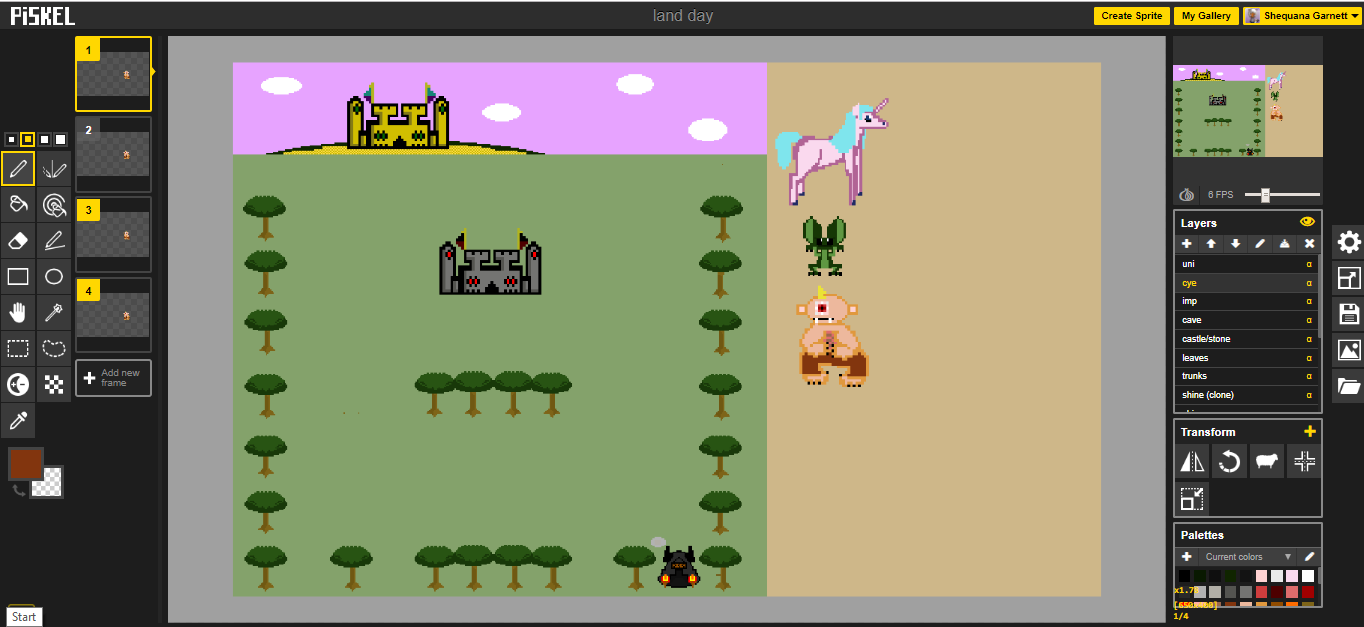 PiSKEL
land day
Create Sprite
My Gallery
Shequana Garnett
1
2
3
4
Add new
frame
6 FPS
Layers
uni
cye
imp
cave
castle/stone
leaves
trunks
shine (clone)
Transform
Palettes
Current colors
1/4
Start